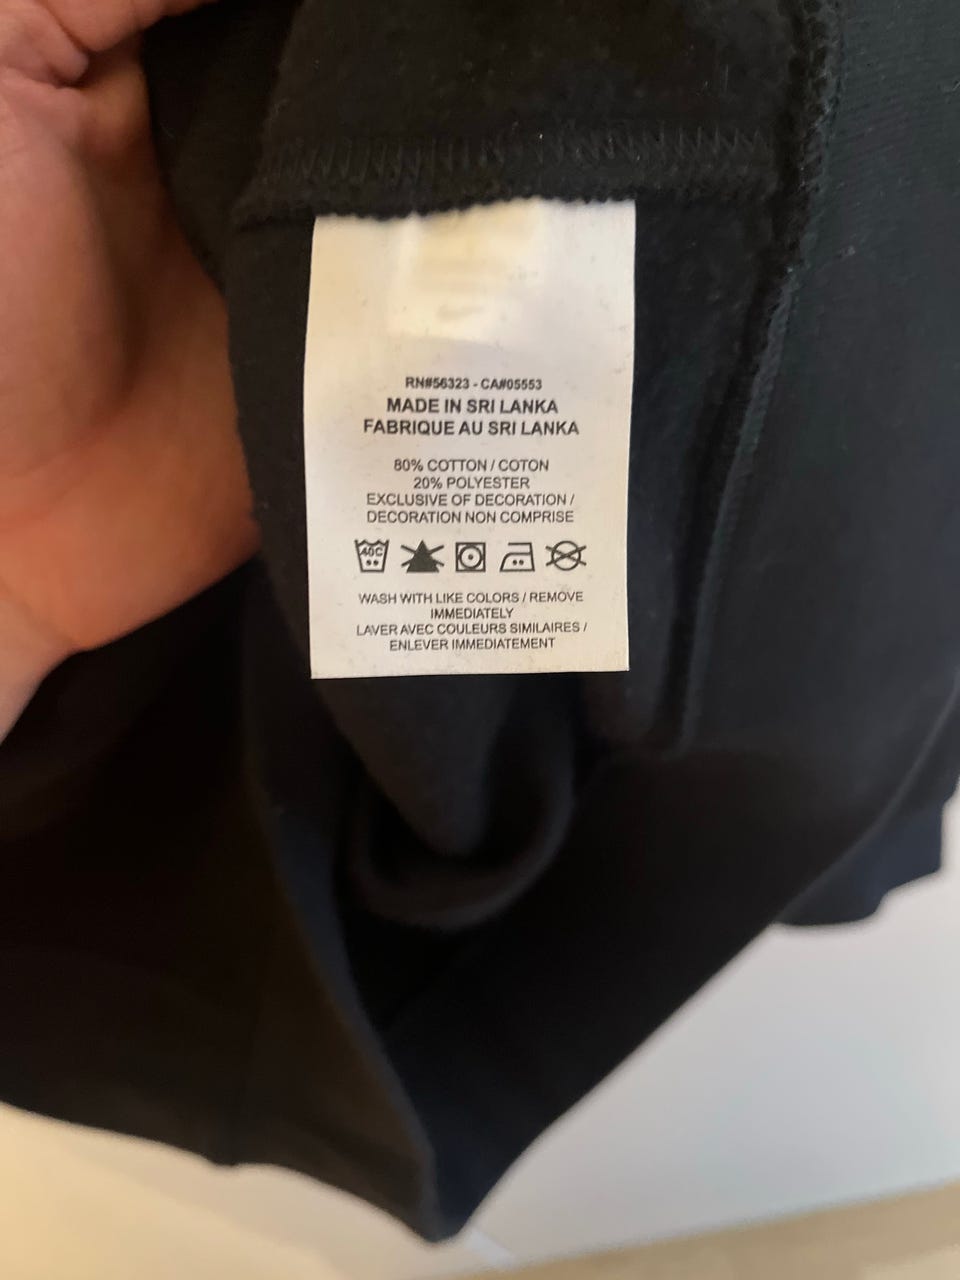 RN#56323 - CA#05553
MADE IN SRI LANKA
FABRIQUE AU SRI LANKA
80% COTTON / COTON
20% POLYESTER
EXCLUSIVE OF DECORATION /
DECORATION NON COMPRISE
40C
WASH WITH LIKE COLORS / REMOVE
IMMEDIATELY
LAVER AVEC COULEURS SIMILAIRES /
ENLEVER IMMEDIATEMENT